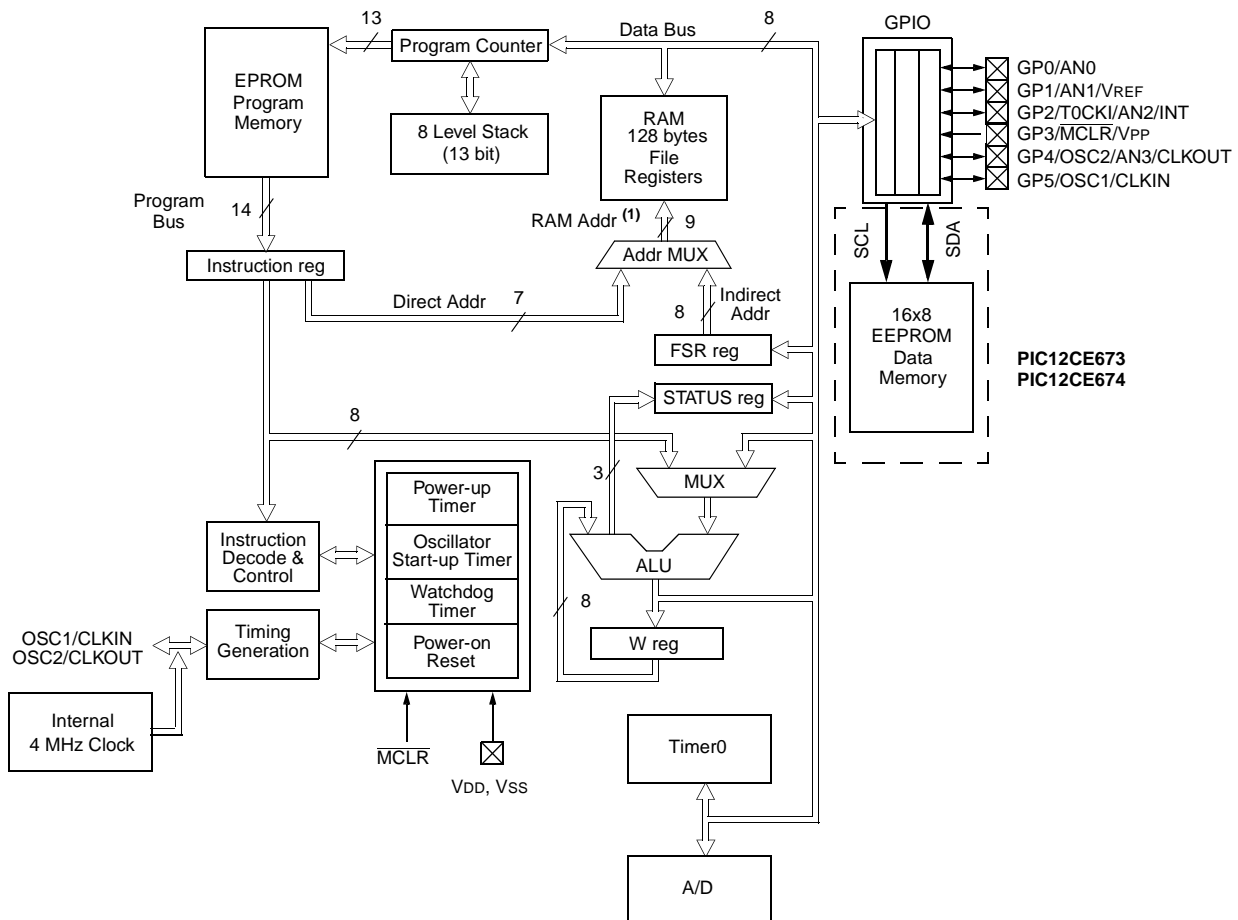 13
Data Bus
8
GPIO
EPROM
Program
Memory
Program Counter
8 Level Stack
(13 bit)
RAM
128 bytes
File
Registers
GP0/AN0
GP1/AN1/VREF
GP2/T0CKI/AN2/INT
GP3/MCLR/VPP
GP4/OSC2/AN3/CLKOUT
GP5/OSC1/CLKIN
Program
Bus
14
RAM Addr (1)
9
SCL
SDA
Instruction reg
Addr MUX
Direct Addr
7
8
Indirect
Addr
16x8
EEPROM
Data
Memory
FSR reg
PIC12CE673
PIC12CE674
STATUS reg
8
3
MUX
Power-up
Timer
Instruction
Decode &
Control
Oscillator
Start-up Timer
ALU
Watchdog
Timer
8
OSC1/CLKIN
OSC2/CLKOUT
Timing
Generation
Power-on
Reset
W reg
Internal
4 MHz Clock
MCLR
VDD, VSS
Timer0
A/D